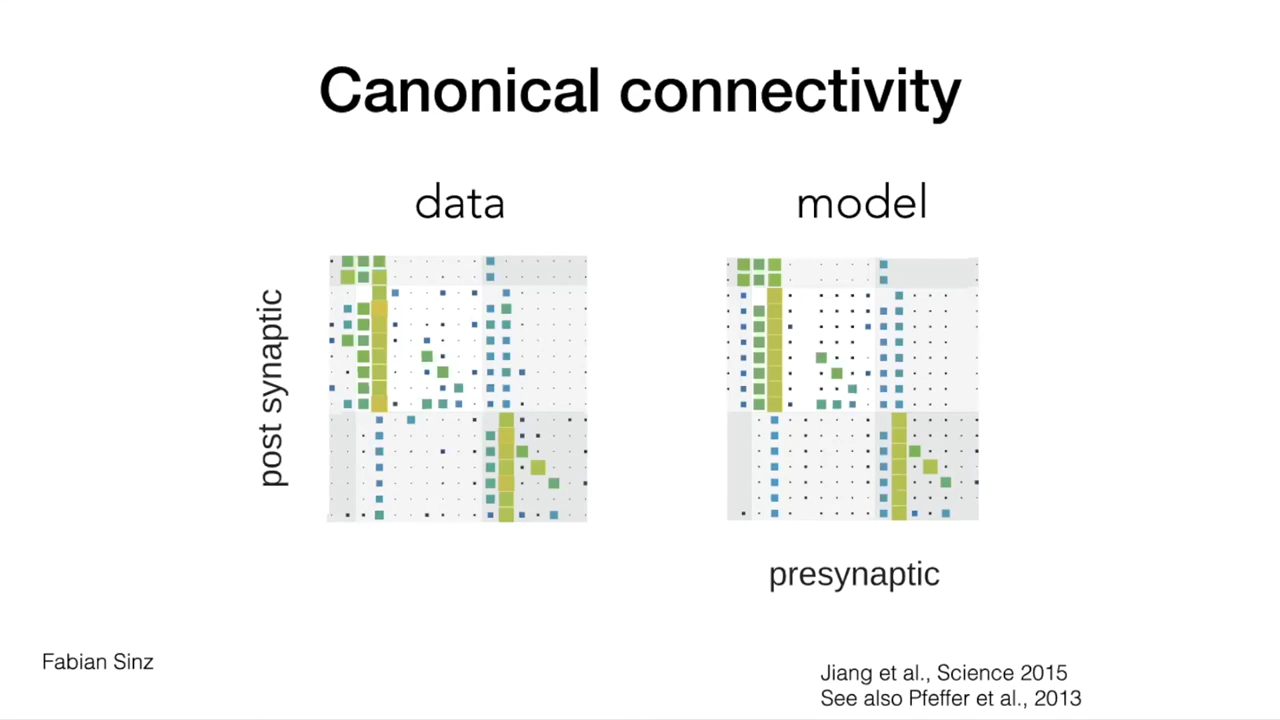 Canonical connectivity
data
model
post synaptic
presynaptic
Fabian Sinz
Jiang et al., Science 2015
See also Pfeffer et al., 2013